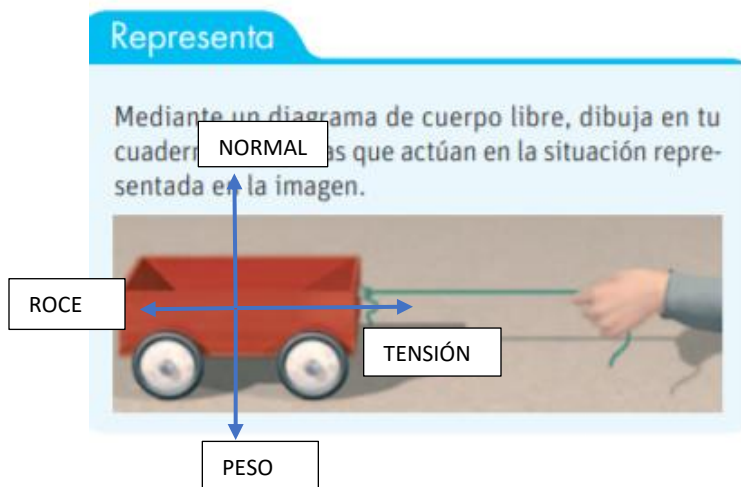 Representa
Mediante un diagrama de cuerpo libre, dibuja en tu
cuader NORMAL as que actúan en la situación repre-
sentada en la imagen.
ROCE
TENSIÓN
PESO